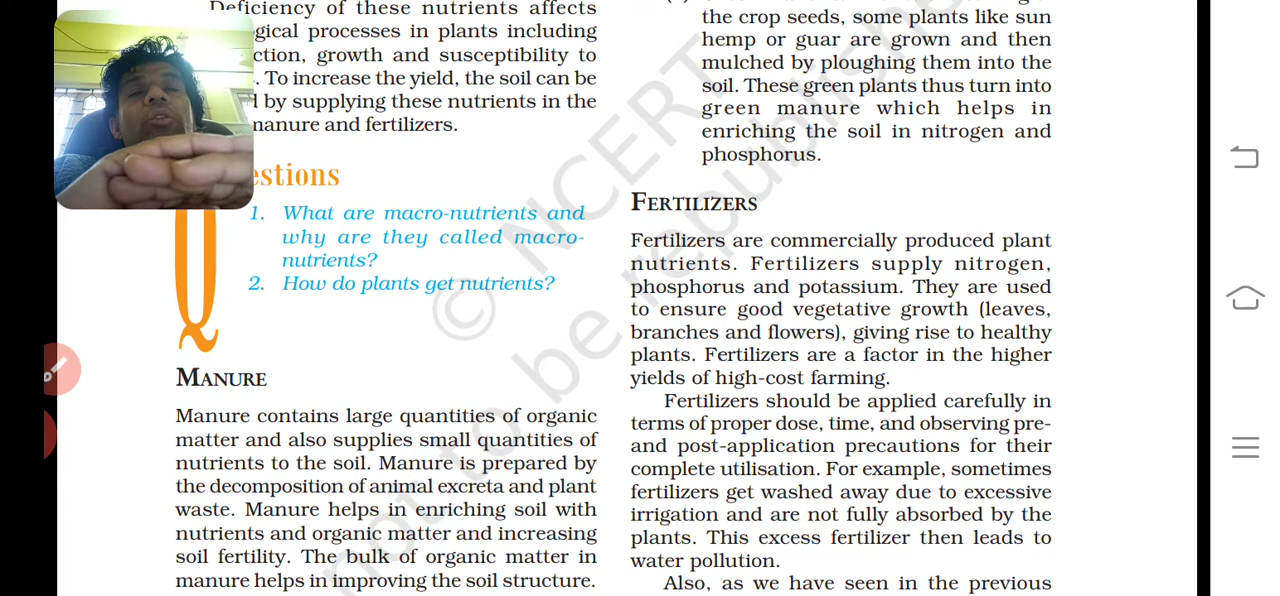 Deficiency of these nutrients affects
gical processes in plants including
ction, growth and susceptibility to
. To increase the yield, the soil can be
d by supplying these nutrients in the
manure and fertilizers.
estions
Q
1. What are macro-nutrients and
why are they called macro-
nutrients?
2. How do plants get nutrients?
MANURE
Manure contains large quantities of organic
matter and also supplies small quantities of
nutrients to the soil. Manure is prepared by
the decomposition of animal excreta and plant
waste. Manure helps in enriching soil with
nutrients and organic matter and increasing
soil fertility. The bulk of organic matter in
manure helps in improving the soil structure.
the crop seeds, some plants like sun
hemp or guar are grown and then
mulched by ploughing them into the
soil. These green plants thus turn into
green manure which helps in
enriching the soil in nitrogen and
phosphorus.
FERTILIZERS
Fertilizers are commercially produced plant
nutrients. Fertilizers supply nitrogen,
phosphorus and potassium. They are used
to ensure good vegetative growth (leaves,
branches and flowers), giving rise to healthy
plants. Fertilizers are a factor in the higher
yields of high-cost farming.
Fertilizers should be applied carefully in
terms of proper dose, time, and observing pre-
and post-application precautions for their
complete utilisation. For example, sometimes
fertilizers get washed away due to excessive
irrigation and are not fully absorbed by the
plants. This excess fertilizer then leads to
water pollution.
Also, as we have seen in the previous
© NCERT
not to be republishe